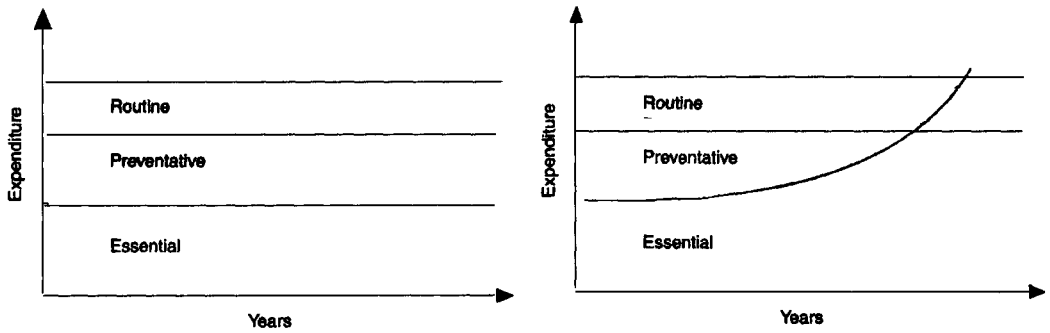 Expenditure
Routine
Preventative
Essential
Years
Expenditure
Routine
Preventative
Essential
Years